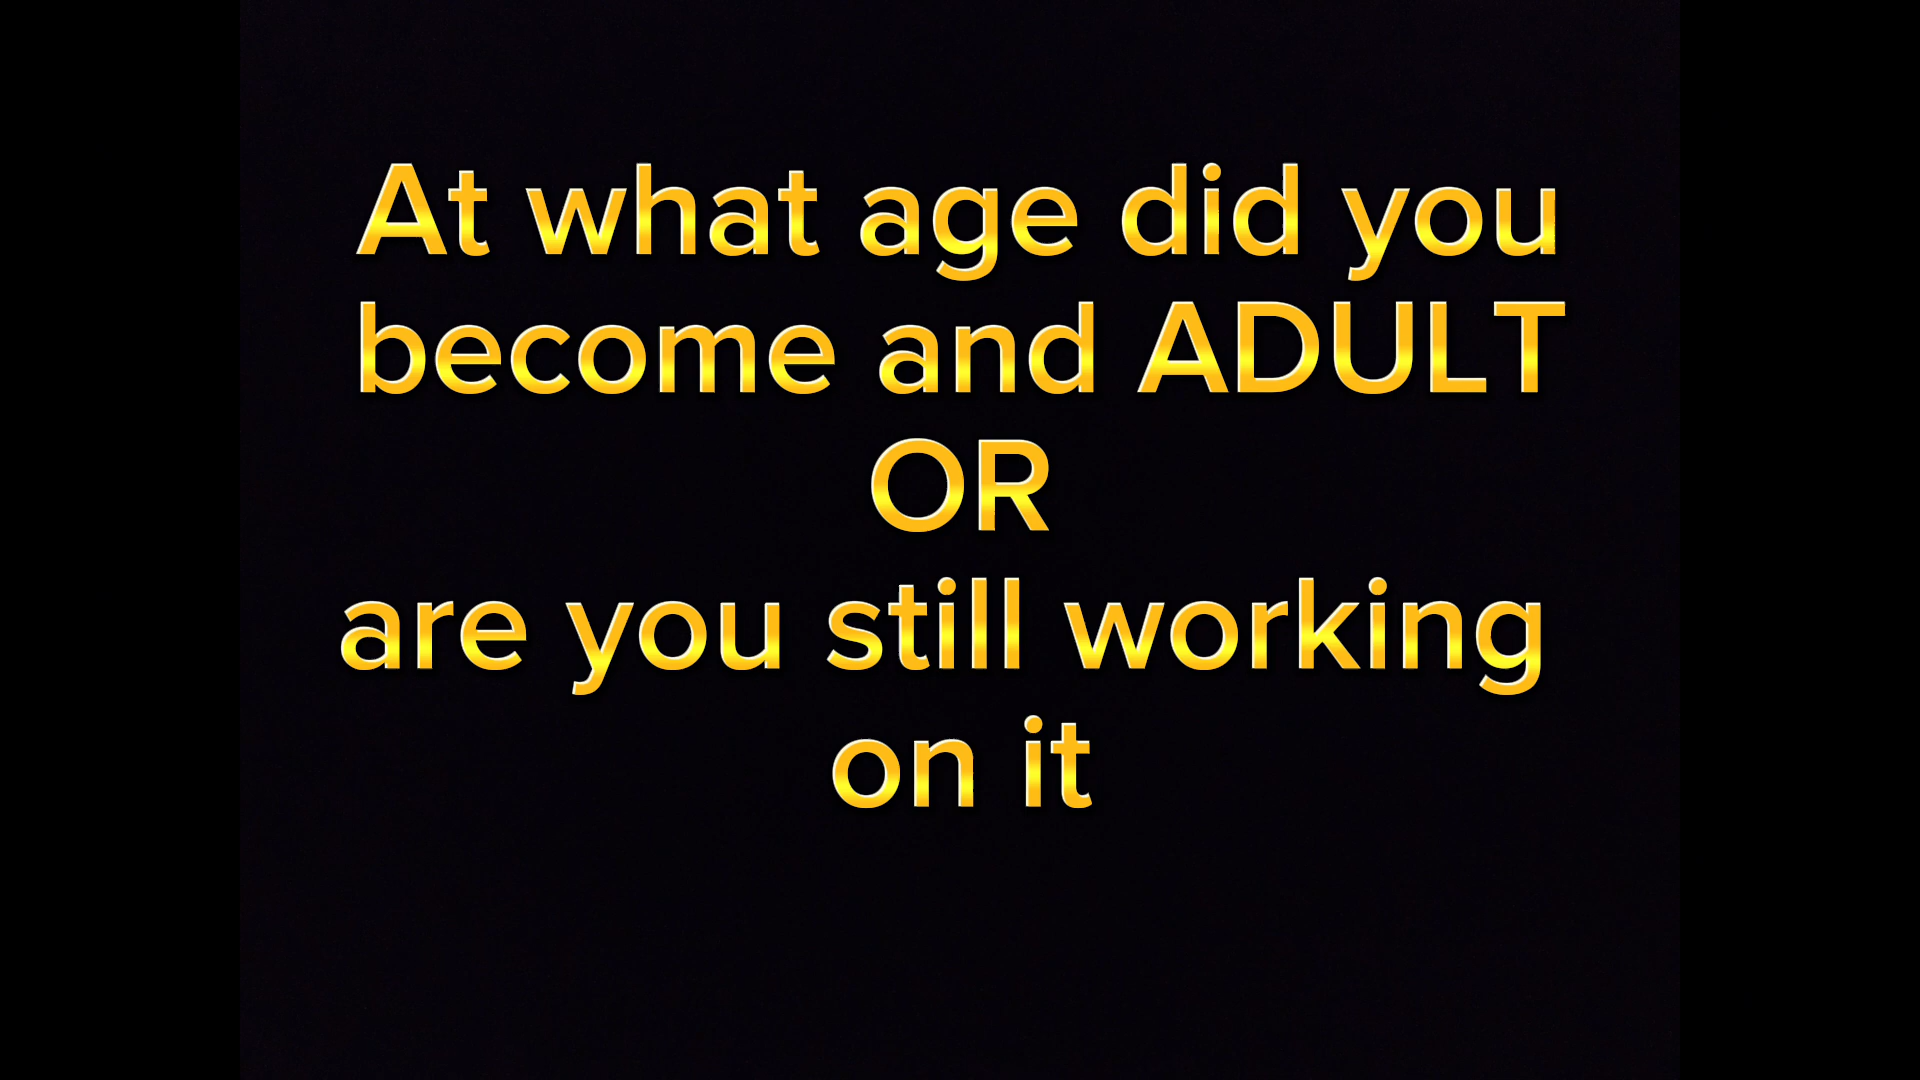 At what age did you
become and ADULT
OR
are you still working
on it